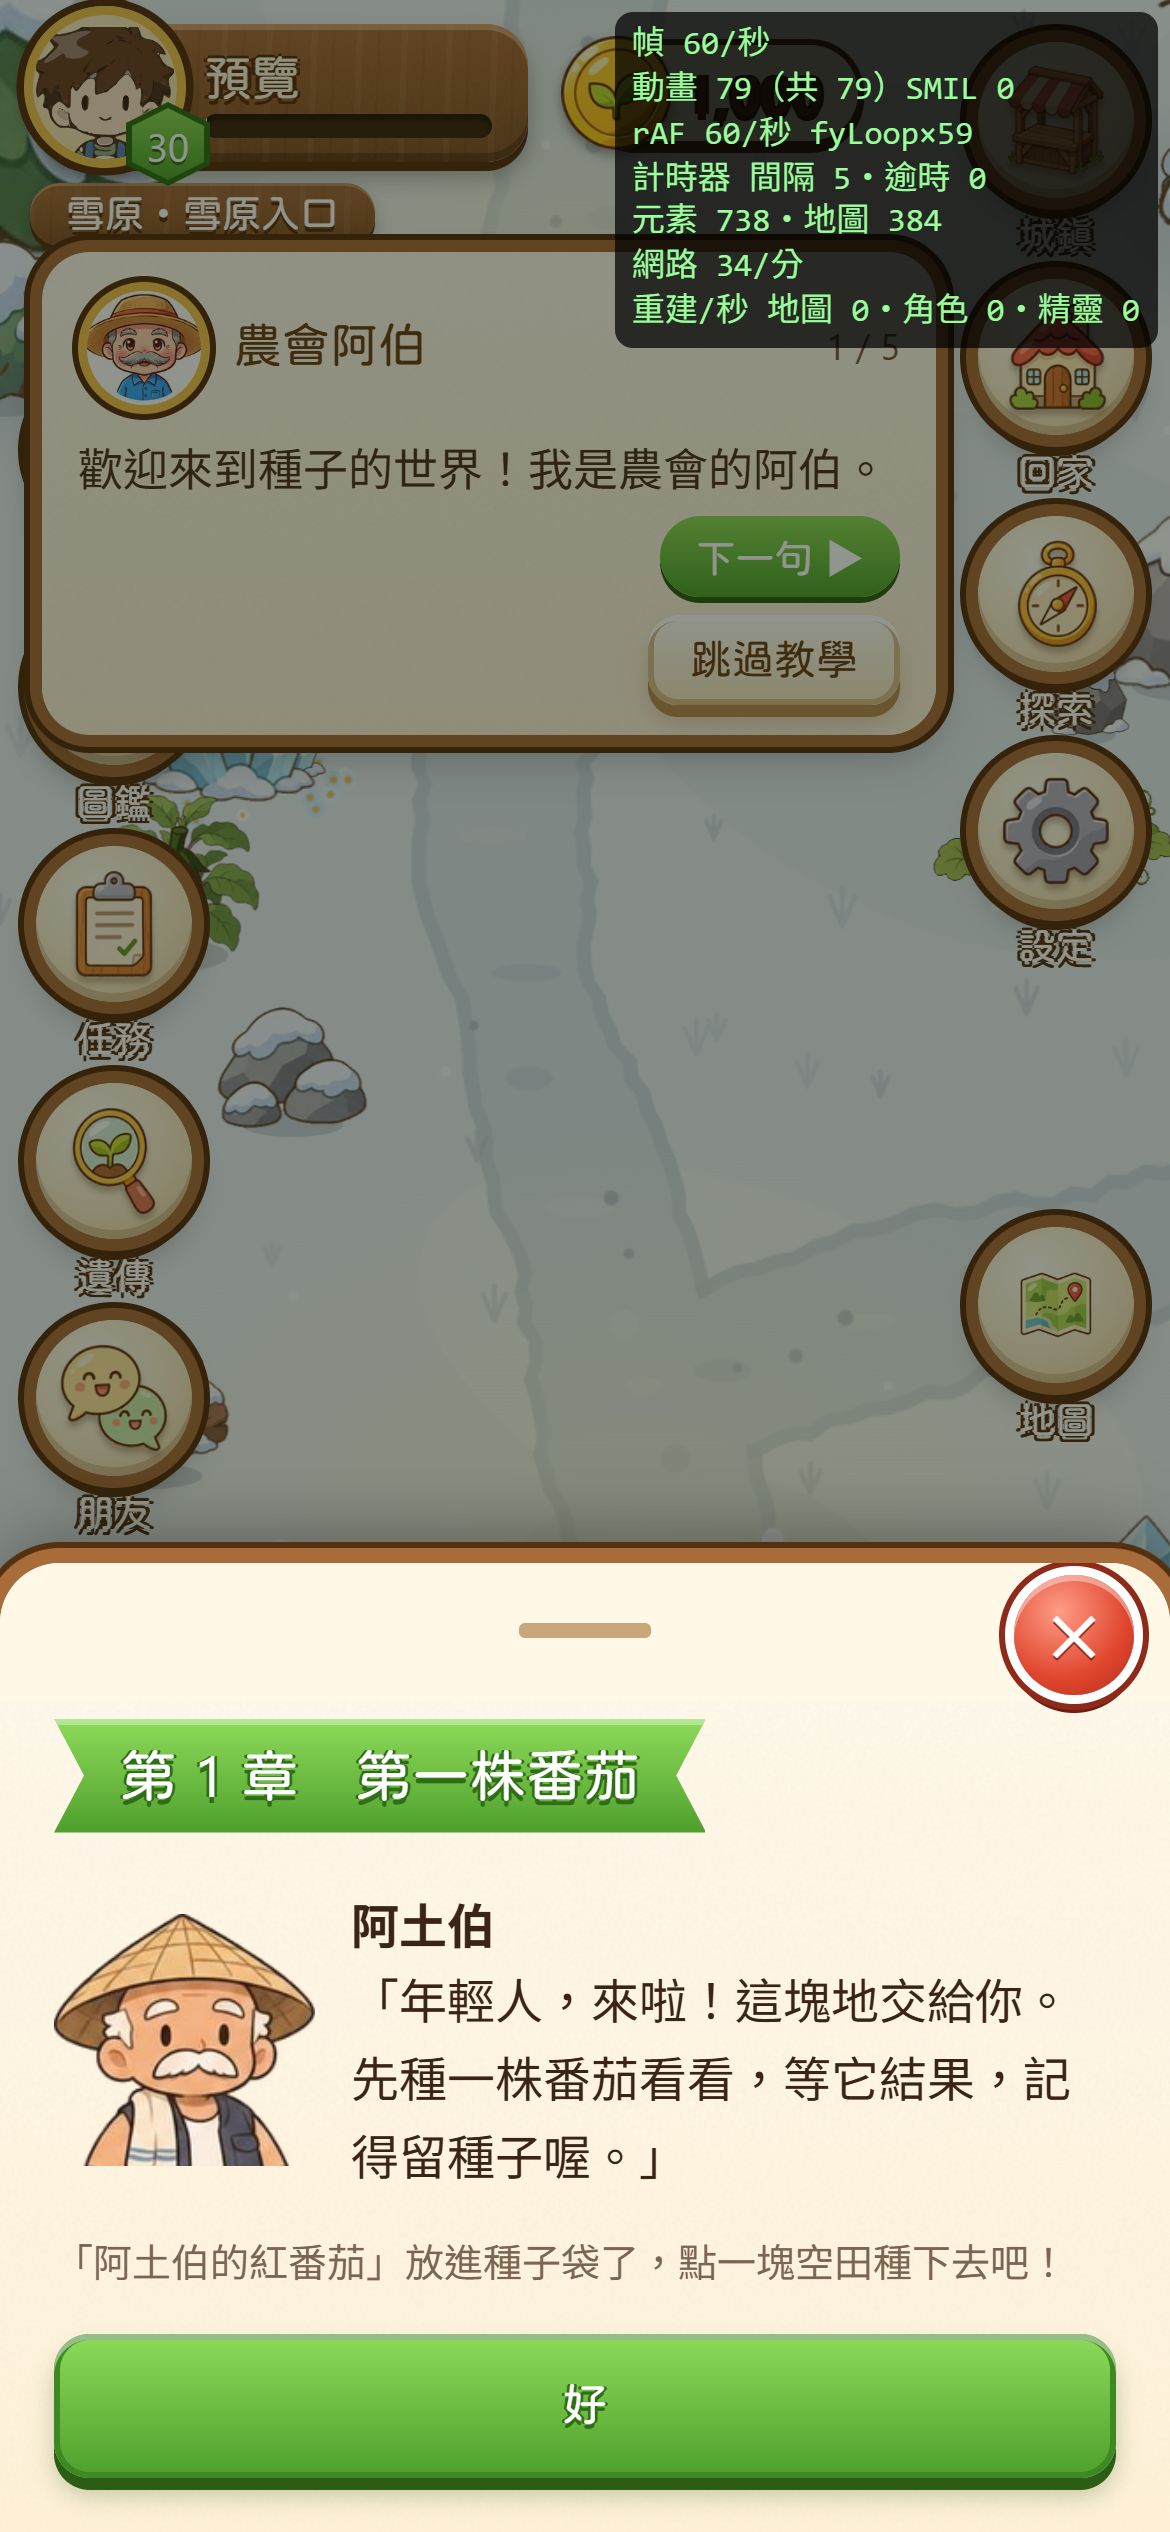 預覽
30
雪原・雪原入口
幀 60/秒
動畫 79（共 79）SMIL 0
rAF 60/秒 fyLoop×59
計時器 間隔 5・逾時 0
元素 738・地圖 384
網路 34/分
重建/秒 地圖 0・角色 0・精靈 0
城鎮
農會阿伯
1 / 5
歡迎來到種子的世界！我是農會的阿伯。
下一句 ▶
跳過教學
回家
探索
設定
地圖
圖鑑
任務
遺傳
朋友
第 1 章　第一株番茄
阿土伯
「年輕人，來啦！這塊地交給你。
先種一株番茄看看，等它結果，記
得留種子喔。」
「阿土伯的紅番茄」放進種子袋了，點一塊空田種下去吧！
好